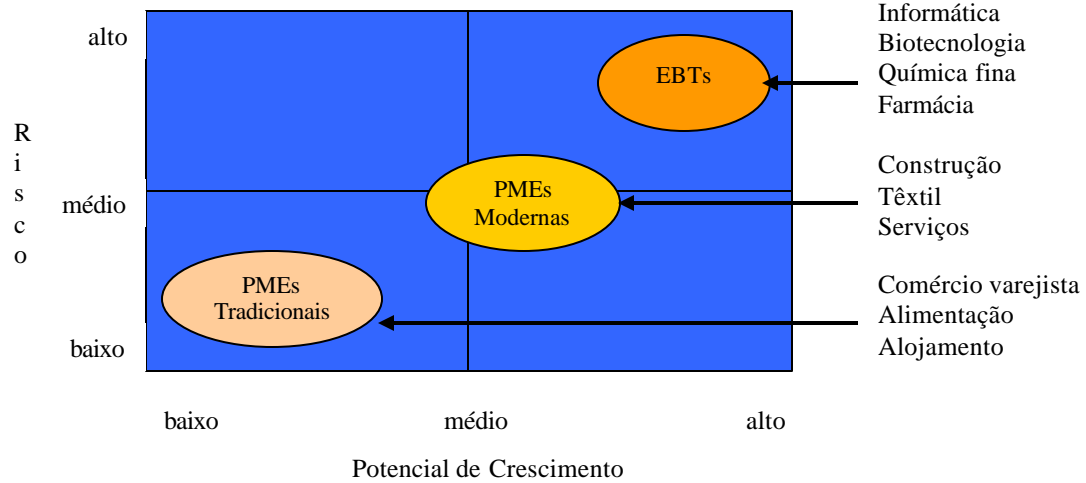 alto
EBTs
Informática
Biotecnologia
Química fina
Farmácia
R
i
s
c
o
médio
PMEs
Modernas
Construção
Têxtil
Serviços
PMEs
Tradicionais
Comércio varejista
Alimentação
Alojamento
baixo
baixo médio alto
Potencial de Crescimento